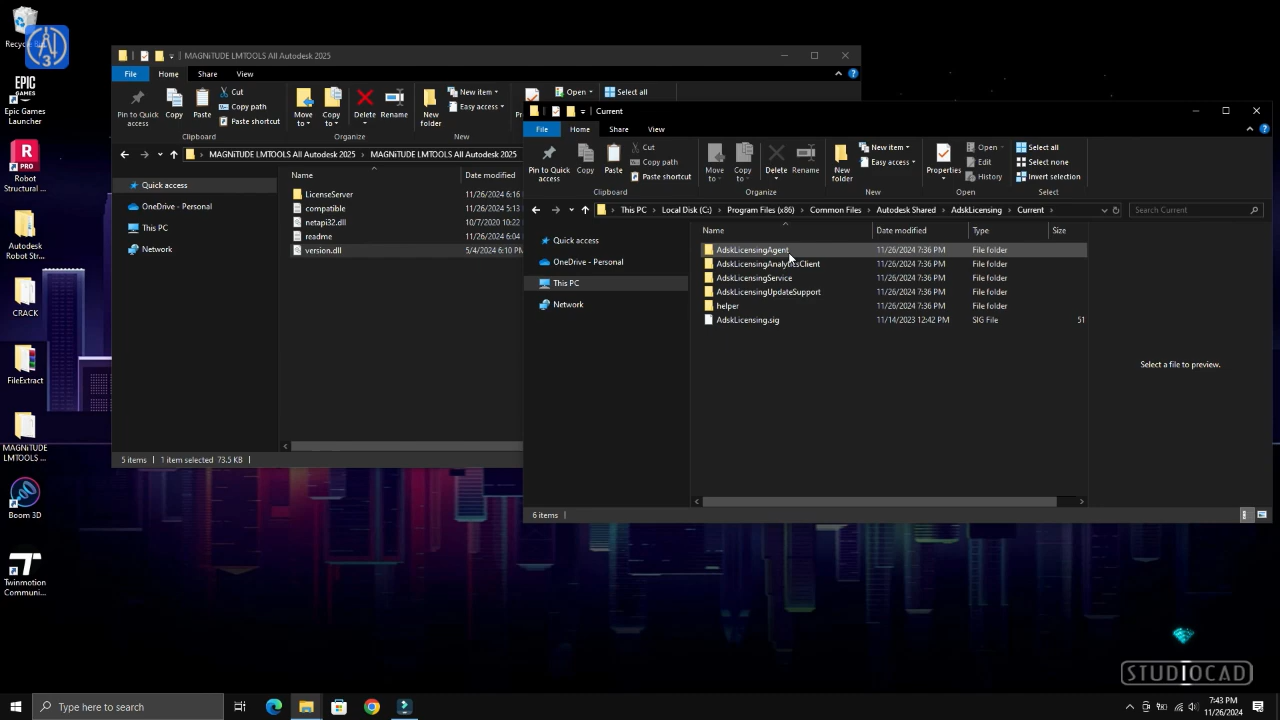 Recycle Bin
3
EPIC
GAMES
Epic Games
Launcher
R
PRO
Robot
Structural ...
Autodesk
Robot Stru...
CRACK
FileExtract
MAGNiTUDE
LMTOOLS ...
Boom 3D
Twinmotion
Communi...
MAGNiTUDE LMTOOLS All Autodesk 2025
File Home Share View
Pin to Quick
access
Copy
Paste
Cut
Copy path
Paste shortcut
Move
to
Copy
to
Delete
Rename
New
folder
New item
Easy access
Open
Select all
Clipboard
Organize
New
MAGNiTUDE LMTOOLS All Autodesk 2025 MAGNiTUDE LMTOOLS All Autodesk 2025
Quick access
OneDrive - Personal
This PC
Network
Name Date modified
LicenseServer 11/26/2024 6:16
compatible 11/26/2024 5:13
netapi32.dll 10/7/2020 10:22
readme 11/26/2024 6:04
version.dll 5/4/2024 6:10 PM
5 items 1 item selected 73.5 KB
Current
File Home Share View
Pin to Quick
access
Copy
Paste
Cut
Copy path
Paste shortcut
Move
to
Copy
to
Delete
Rename
New
folder
New item
Easy access
Properties
Open
Edit
History
Select all
Select none
Invert selection
Clipboard
Organize
New
Open
Select
This PC Local Disk (C:) Program Files (x86) Common Files Autodesk Shared AdskLicensing Current
Search Current
Quick access
OneDrive - Personal
This PC
Network
Name Date modified Type Size
AdskLicensingAgent 11/26/2024 7:36 PM File folder
AdskLicensingAnalyticsClient 11/26/2024 7:36 PM File folder
AdskLicensingService 11/26/2024 7:36 PM File folder
AdskLicensingUpdateSupport 11/26/2024 7:36 PM File folder
helper 11/26/2024 7:36 PM File folder
AdskLicensing.sig 11/14/2023 12:42 PM SIG File 51
Select a file to preview.
6 items
STUDIOCAD
Type here to search
7:43 PM
11/26/2024